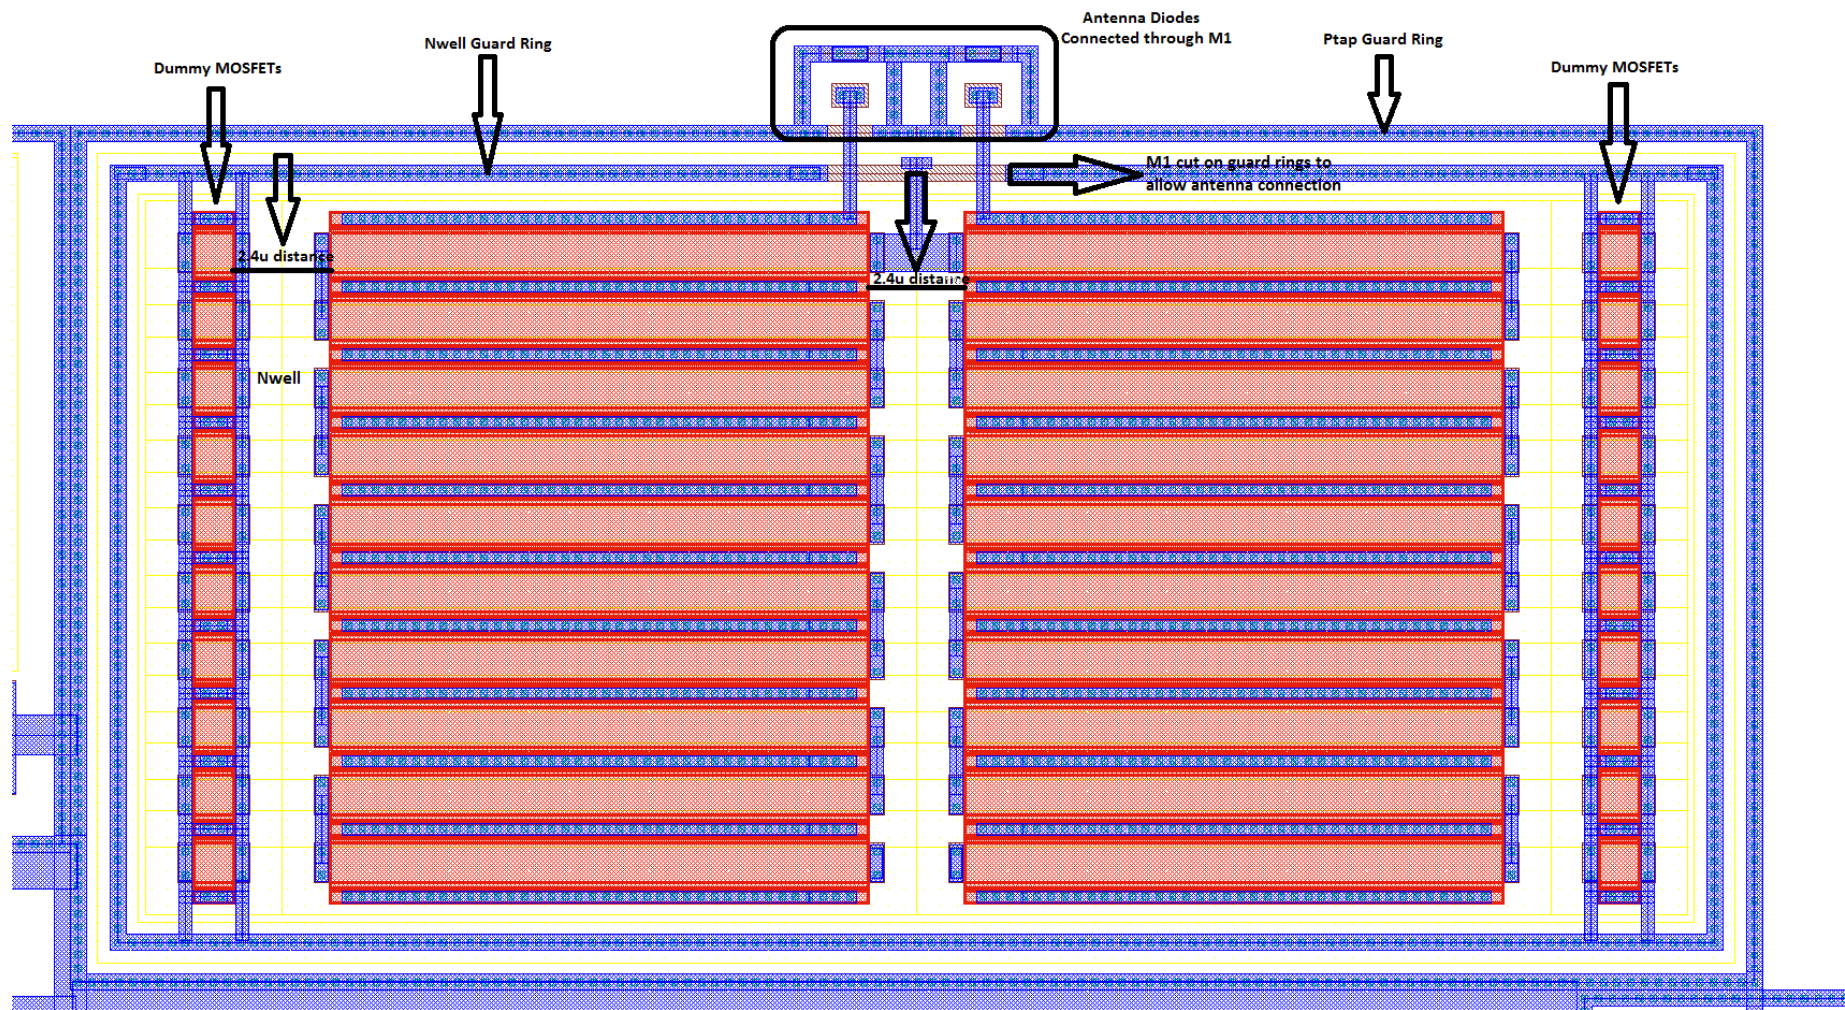 Antenna Diodes
Connected through M1
Nwell Guard Ring
Ptap Guard Ring
Dummy MOSFETs
Dummy MOSFETs
M1 cut on guard rings to
allow antenna connection
2.4u distance
2.4u distance
Nwell